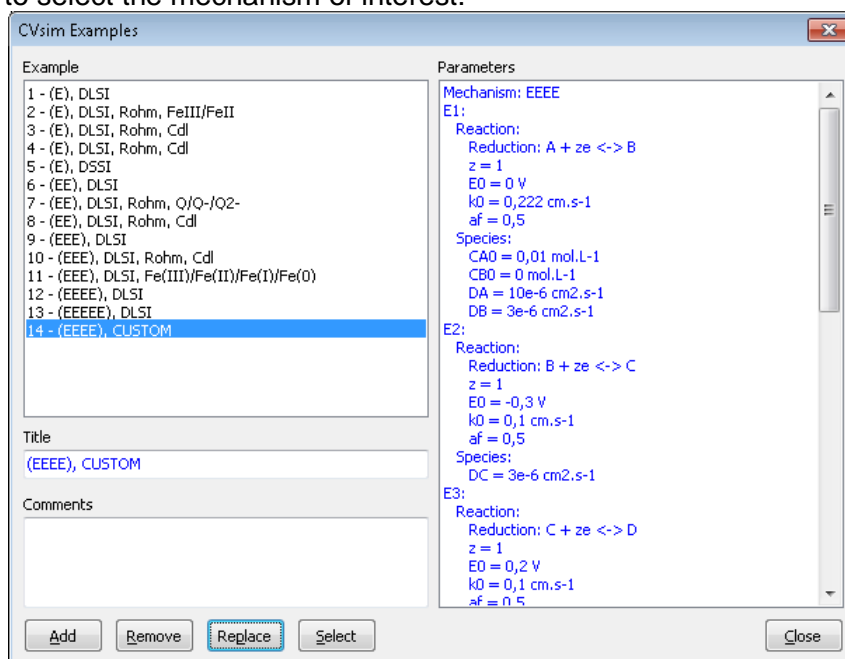 to select the mechanism of interest.
CVsim Examples
Example
1 - (E), DLSI
2 - (E), DLSI, Rohm, FeIII/FeII
3 - (E), DLSI, Rohm, Cdl
4 - (E), DLSI, Rohm, Cdl
5 - (E), DSSI
6 - (EE), DLSI
7 - (EE), DLSI, Rohm, Q/Q-/Q2-
8 - (EE), DLSI, Rohm, Cdl
9 - (EEE), DLSI
10 - (EEE), DLSI, Rohm, Cdl
11 - (EEE), DLSI, Fe(III)/Fe(II)/Fe(I)/Fe(0)
12 - (EEEE), DLSI
13 - (EEEEE), DLSI
14 - (EEEE), CUSTOM
Title
(EEEE), CUSTOM
Comments
Add Remove Replace Select
Parameters
Mechanism: EEEE
E1:
Reaction:
Reduction: A + ze <-> B
z = 1
E0 = 0 V
k0 = 0,222 cm.s-1
af = 0,5
Species:
CA0 = 0,01 mol.L-1
CB0 = 0 mol.L-1
DA = 10e-6 cm2.s-1
DB = 3e-6 cm2.s-1
E2:
Reaction:
Reduction: B + ze <-> C
z = 1
E0 = -0,3 V
k0 = 0,1 cm.s-1
af = 0,5
Species:
DC = 3e-6 cm2.s-1
E3:
Reaction:
Reduction: C + ze <-> D
z = 1
E0 = 0,2 V
k0 = 0,1 cm.s-1
af = 0,5
Close